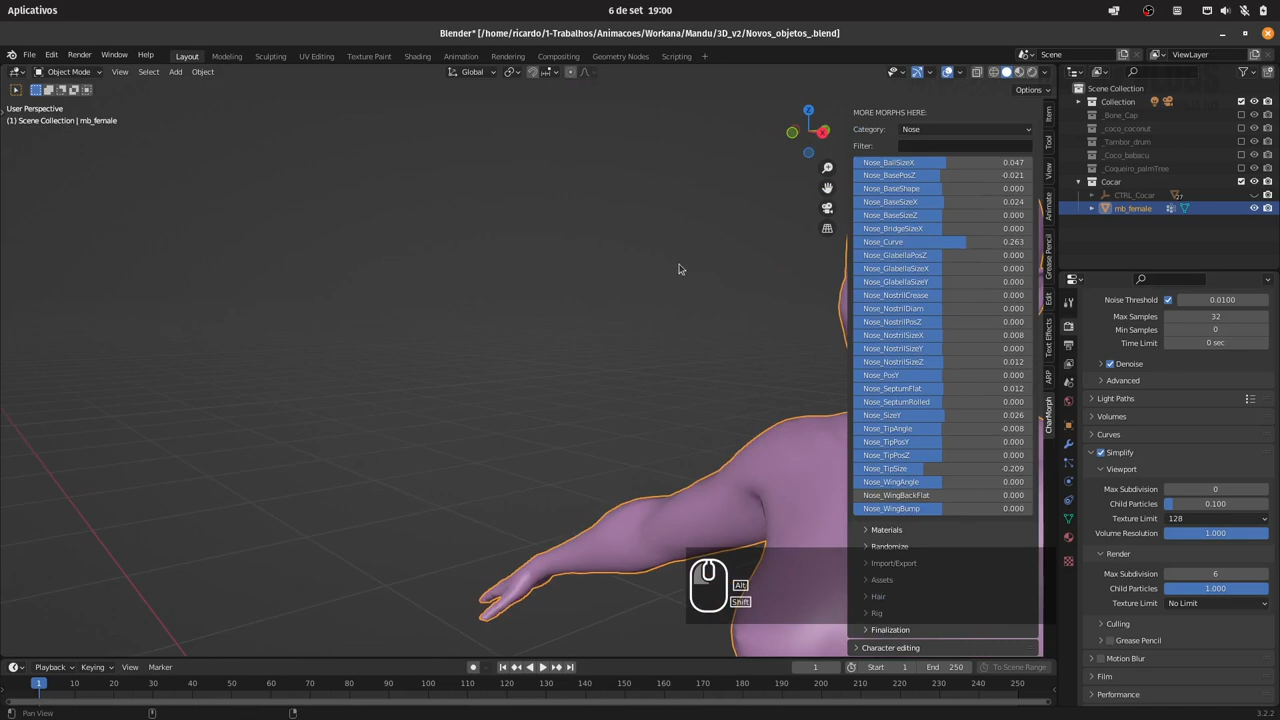 Aplicativos
6 de set 19:00
Blender* [/home/ricardo/1-Trabalhos/Animacoes/Workana/Mandu/3D_v2/Novos_objetos_.blend]
File Edit Render Window Help Layout Modeling Sculpting UV Editing Texture Paint Shading Animation Rendering Compositing Geometry Nodes Scripting +
Scene ViewLayer
Object Mode View Select Add Object Global
Options
User Perspective
(1) Scene Collection | mb_female
Z
X
MORE MORPHS HERE:
Category: Nose
Filter:
Nose_BallSizeX 0.047
Nose_BasePosZ -0.021
Nose_BaseShape 0.000
Nose_BaseSizeX 0.024
Nose_BaseSizeZ 0.000
Nose_BridgeSizeX 0.000
Nose_Curve 0.263
Nose_GlabellaPosZ 0.000
Nose_GlabellaSizeX 0.000
Nose_GlabellaSizeY 0.000
Nose_NostrilCrease 0.000
Nose_NostrilDiam 0.000
Nose_NostrilPosZ 0.000
Nose_NostrilSizeX 0.008
Nose_NostrilSizeY 0.000
Nose_NostrilSizeZ 0.012
Nose_PosY 0.000
Nose_SeptumFlat 0.012
Nose_SeptumRolled 0.000
Nose_SizeY 0.026
Nose_TipAngle -0.008
Nose_TipPosY 0.000
Nose_TipPosZ 0.000
Nose_TipSize -0.209
Nose_WingAngle 0.000
Nose_WingBackFlat 0.000
Nose_WingBump 0.000
Materials
Randomize
Import/Export
Assets
Hair
Rig
Finalization
Character editing
Item
Tool
View
Animate
Grease Pencil
Edit
Text Effects
ARP
CharMorph
Alt
Shift
Scene Collection
Collection
_Bone_Cap
_coco_coconut
_Tambor_drum
_Coco_babacu
_Coqueiro_palmTree
Cocar
CTRL_Cocar 27
mb_female
Noise Threshold 0.0100
Max Samples 32
Min Samples 0
Time Limit 0 sec
Denoise
Advanced
Light Paths
Volumes
Curves
Simplify
Viewport
Max Subdivision 0
Child Particles 0.100
Texture Limit 128
Volume Resolution 1.000
Render
Max Subdivision 6
Child Particles 1.000
Texture Limit No Limit
Culling
Grease Pencil
Motion Blur
Film
Performance
Playback Keying View Marker 1 Start 1 End 250 To Scene Range
1 10 20 30 40 50 60 70 80 90 100 110 120 130 140 150 160 170 180 190 200 210 220 230 240 250
Pan View 3.2.2